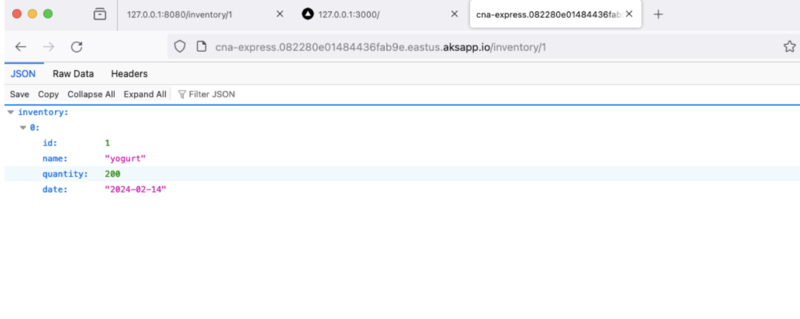 127.0.0.1:8080/inventory/1
127.0.0.1:3000/
cna-express.082280e01484436fab
cna-express.082280e01484436fab9e.eastus.aksapp.io/inventory/1
JSON
Raw Data
Headers
Save
Copy
Collapse All
Expand All
Filter JSON
inventory:
0:
id: 1
name: "yogurt"
quantity: 200
date: "2024-02-14"